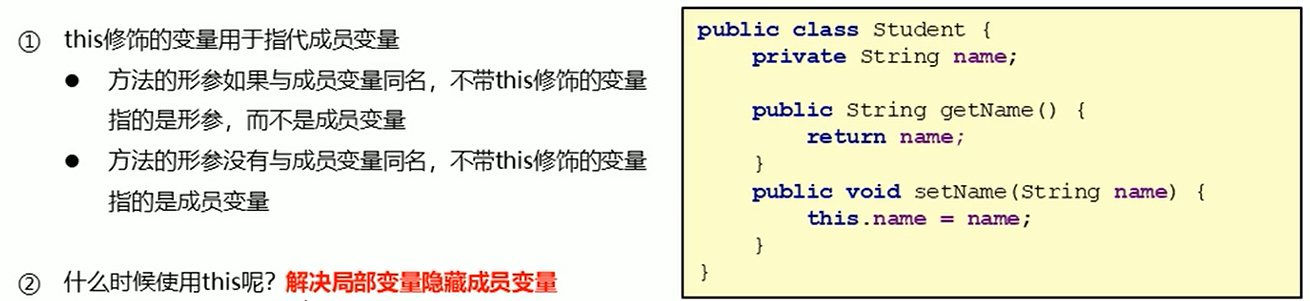 ① this修饰的变量用于指代成员变量
● 方法的形参如果与成员变量同名，不带this修饰的变量
指的是形参，而不是成员变量
● 方法的形参没有与成员变量同名，不带this修饰的变量
指的是成员变量
② 什么时候使用this呢？解决局部变量隐藏成员变量
public class Student {
    private String name;

    public String getName() {
        return name;
    }
    public void setName(String name) {
        this.name = name;
    }
}